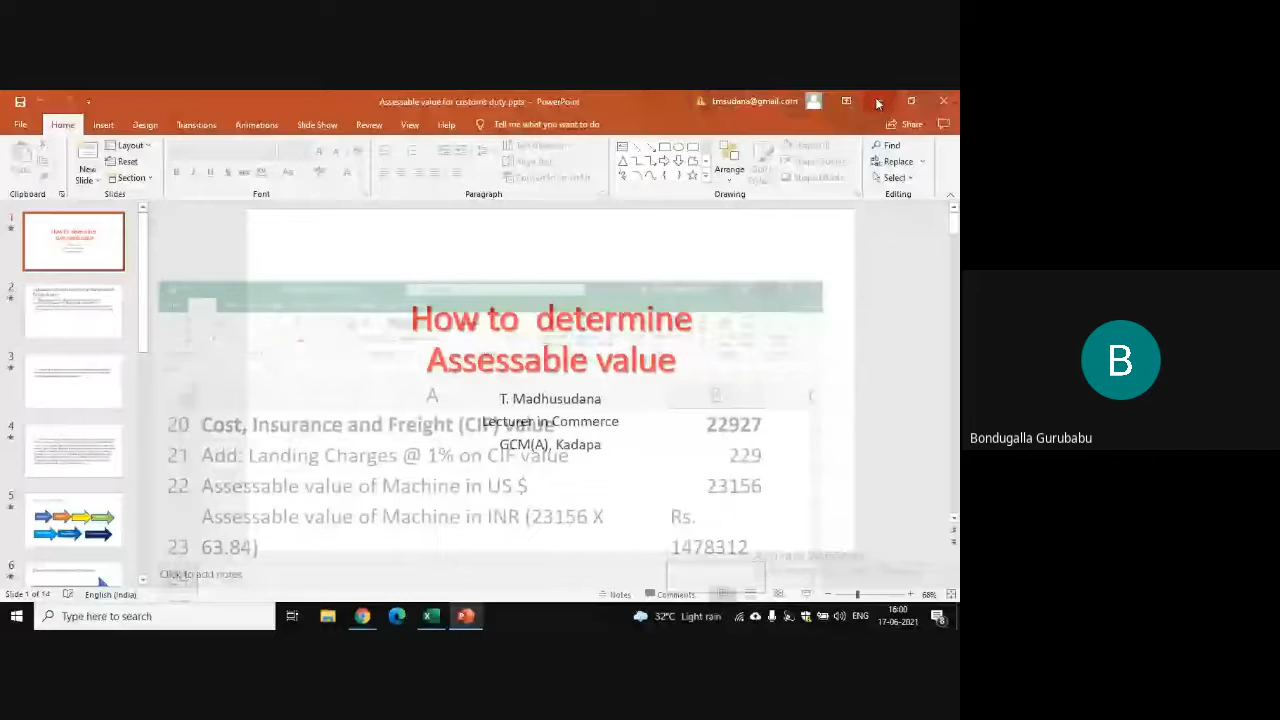 Assessable value for customs duty.pptx - PowerPoint
tmsudana@gmail.com
File Home Insert Design Transitions Animations Slide Show Review View Help Tell me what you want to do
Share
Layout
Reset
Section
New
Slide
Arrange
Find
Replace
Select
Clipboard Slides Font Paragraph Drawing Editing
1
2
3
4
5
6
How to determine
Assessable value
T. Madhusudana
Lecturer in Commerce
GCM(A), Kadapa
A B C
20 Cost, Insurance and Freight (CIF) value 22927
21 Add: Landing Charges @ 1% on CIF value 229
22 Assessable value of Machine in US $ 23156
Assessable value of Machine in INR (23156 X Rs.
23 63.84) 1478312
Click to add notes
Slide 1 of 14 English (India) Notes Comments 68%
Type here to search
32°C Light rain
ENG
16:00
17-06-2021
B
Bondugalla Gurubabu